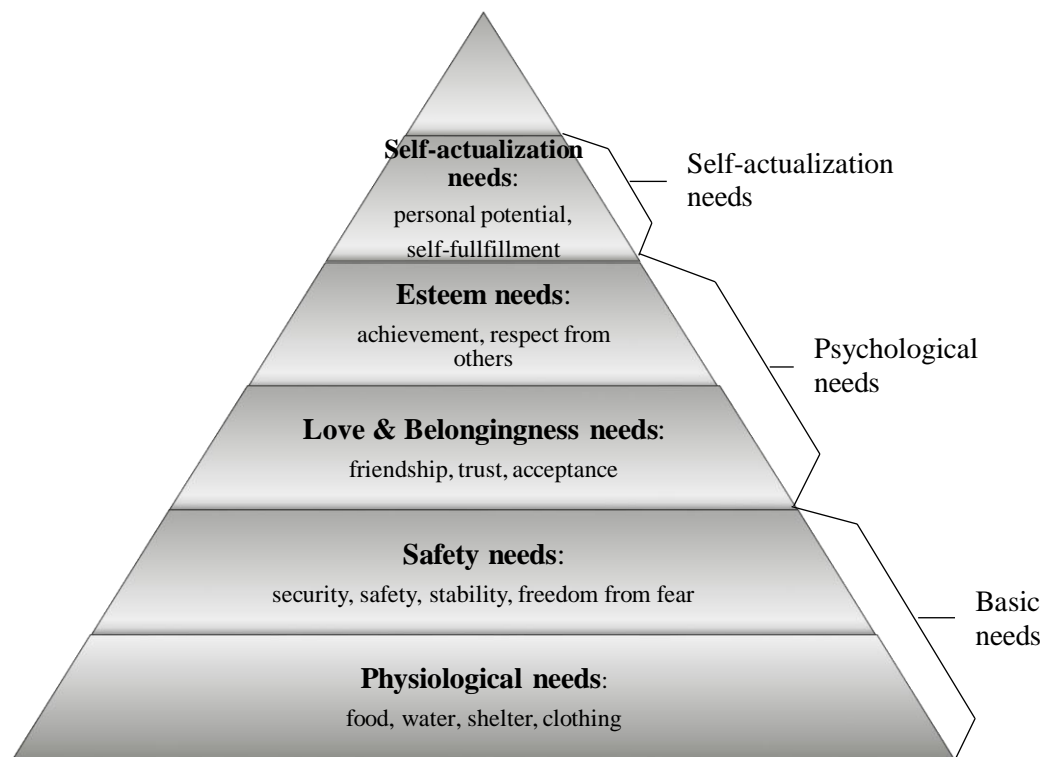 Self-actualization
needs:
personal potential,
self-fullfillment
Self-actualization
needs
Esteem needs:
achievement, respect from
others
Psychological
needs
Love & Belongingness needs:
friendship, trust, acceptance
Safety needs:
security, safety, stability, freedom from fear
Basic
needs
Physiological needs:
food, water, shelter, clothing